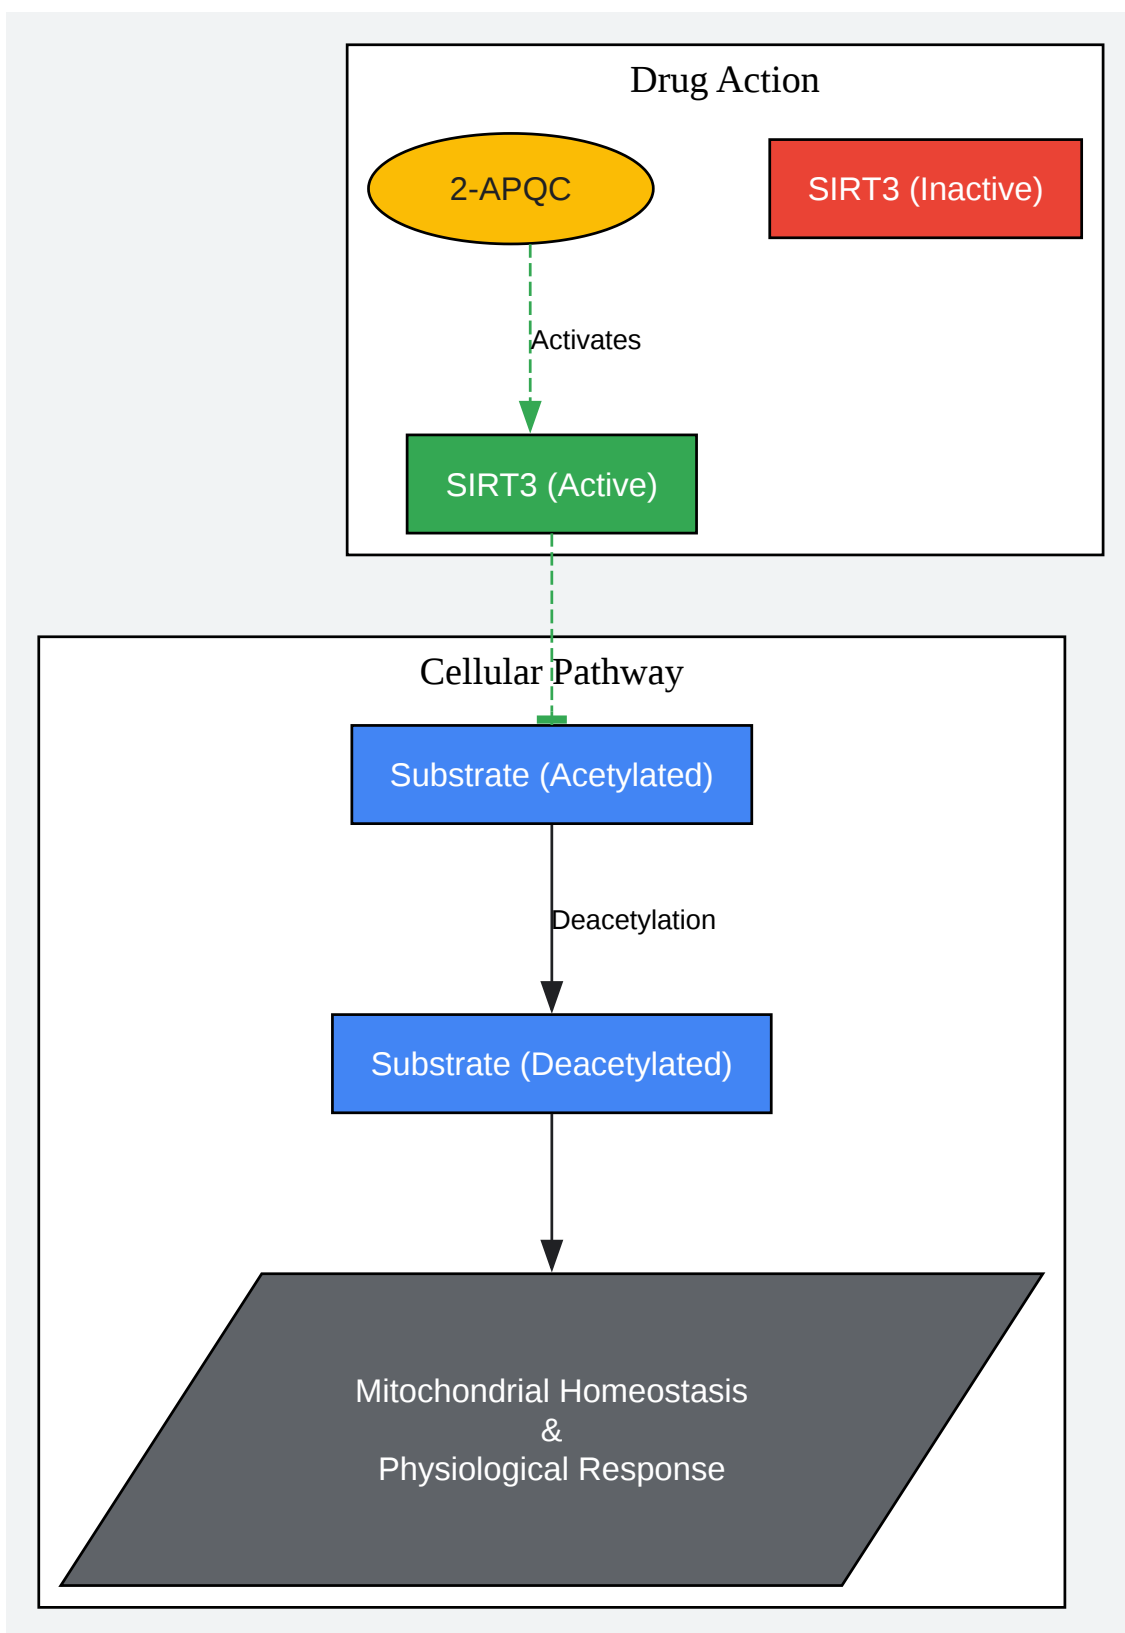 Drug Action
2-APQC
SIRT3 (Inactive)
Activates
SIRT3 (Active)
Cellular Pathway
Substrate (Acetylated)
Deacetylation
Substrate (Deacetylated)
Mitochondrial Homeostasis
&
Physiological Response